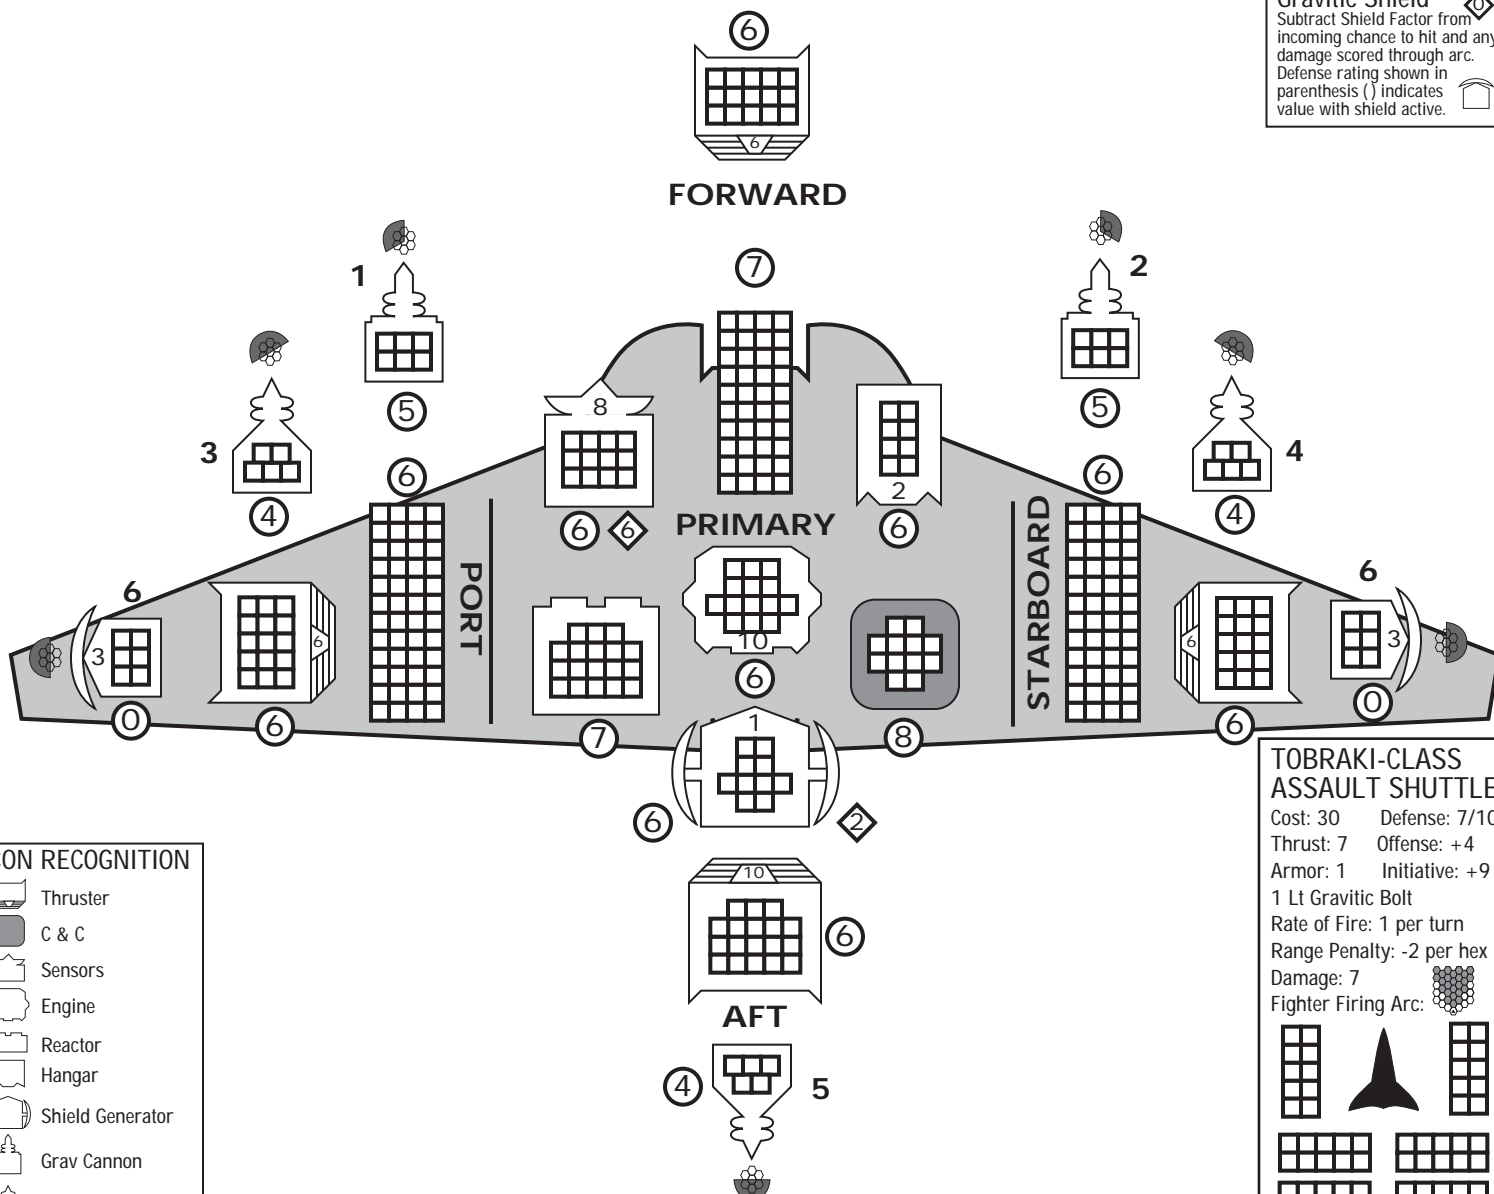 Gravitic Shield
0
Subtract Shield Factor from
incoming chance to hit and any
damage scored through arc.
Defense rating shown in
parenthesis ( ) indicates
value with shield active.
6
6
FORWARD
1
7
2
3
5
5
4
8
6
6
4
2
4
6
6
PRIMARY
6
PORT
STARBOARD
6
6
3
6
10
6
3
0
6
7
6
1
8
6
0
6
2
10
6
AFT
4
5
ICON RECOGNITION
Thruster
C & C
Sensors
Engine
Reactor
Hangar
Shield Generator
Grav Cannon
TOBRAKI-CLASS
ASSAULT SHUTTLE
Cost: 30 Defense: 7/10
Thrust: 7 Offense: +4
Armor: 1 Initiative: +9
1 Lt Gravitic Bolt
Rate of Fire: 1 per turn
Range Penalty: -2 per hex
Damage: 7
Fighter Firing Arc: